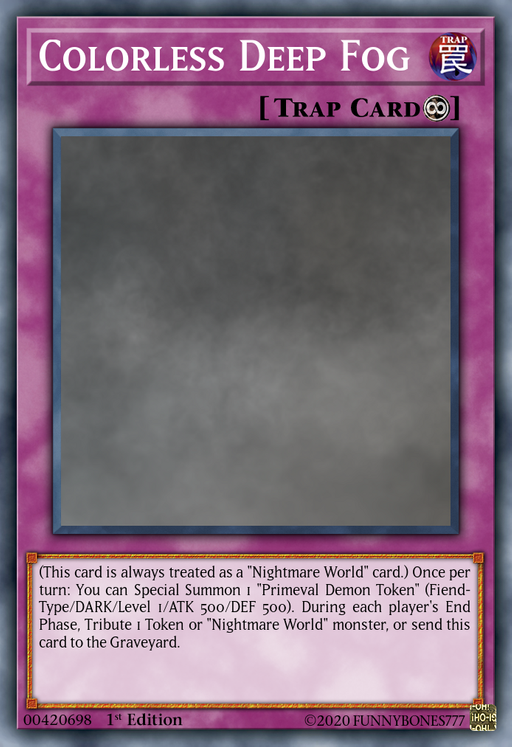 Colorless Deep Fog
TRAP
罠
[Trap Card]
(This card is always treated as a "Nightmare World" card.) Once per
turn: You can Special Summon 1 "Primeval Demon Token" (Fiend-
Type/DARK/Level 1/ATK 500/DEF 500). During each player's End
Phase, Tribute 1 Token or "Nightmare World" monster, or send this
card to the Graveyard.
00420698 1st Edition ©2020 FUNNYBONES777